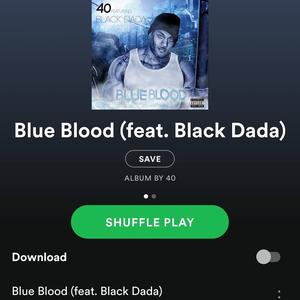 40 FEATURING
BLACK DADA
BLUE BLOOD
Blue Blood (feat. Black Dada)
SAVE
ALBUM BY 40
SHUFFLE PLAY
Download
Blue Blood (feat. Black Dada)